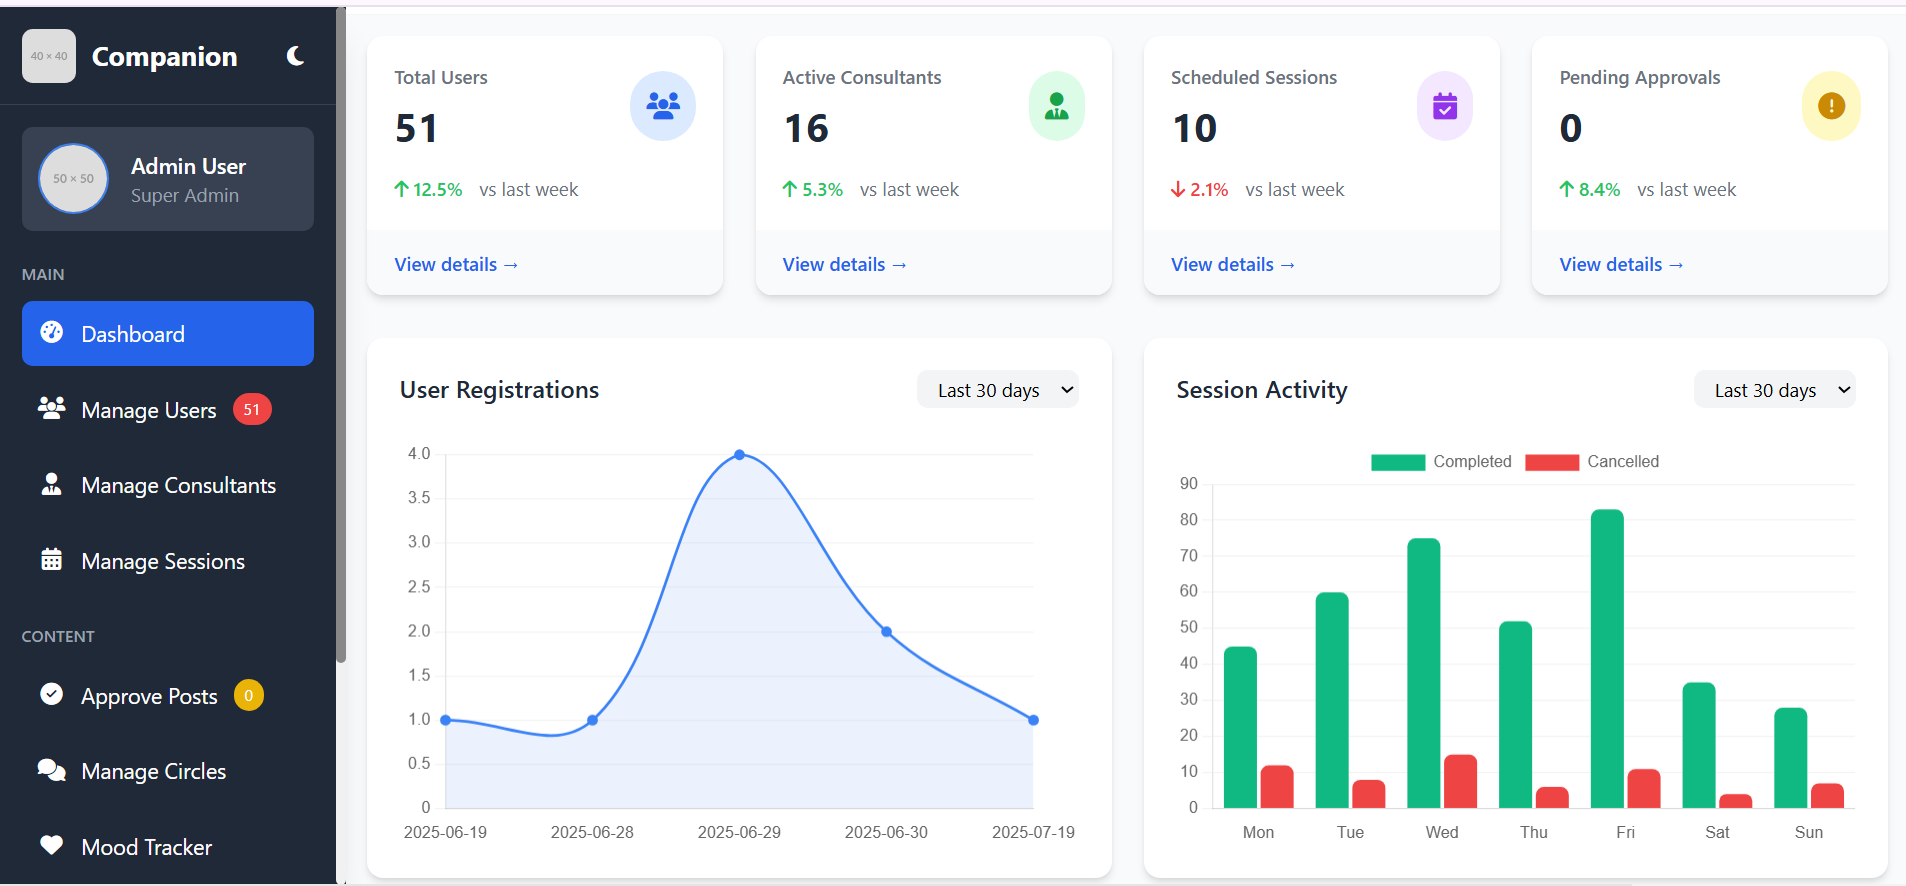 40 × 40
Companion
50 × 50
Admin User
Super Admin
MAIN
Dashboard
Manage Users 51
Manage Consultants
Manage Sessions
CONTENT
Approve Posts 0
Manage Circles
Mood Tracker
Total Users
51
12.5% vs last week
View details →
Active Consultants
16
5.3% vs last week
View details →
Scheduled Sessions
10
2.1% vs last week
View details →
Pending Approvals
0
8.4% vs last week
View details →
User Registrations
Last 30 days
4.0
3.5
3.0
2.5
2.0
1.5
1.0
0.5
0
2025-06-19 2025-06-28 2025-06-29 2025-06-30 2025-07-19
Session Activity
Last 30 days
Completed Cancelled
90
80
70
60
50
40
30
20
10
0
Mon Tue Wed Thu Fri Sat Sun